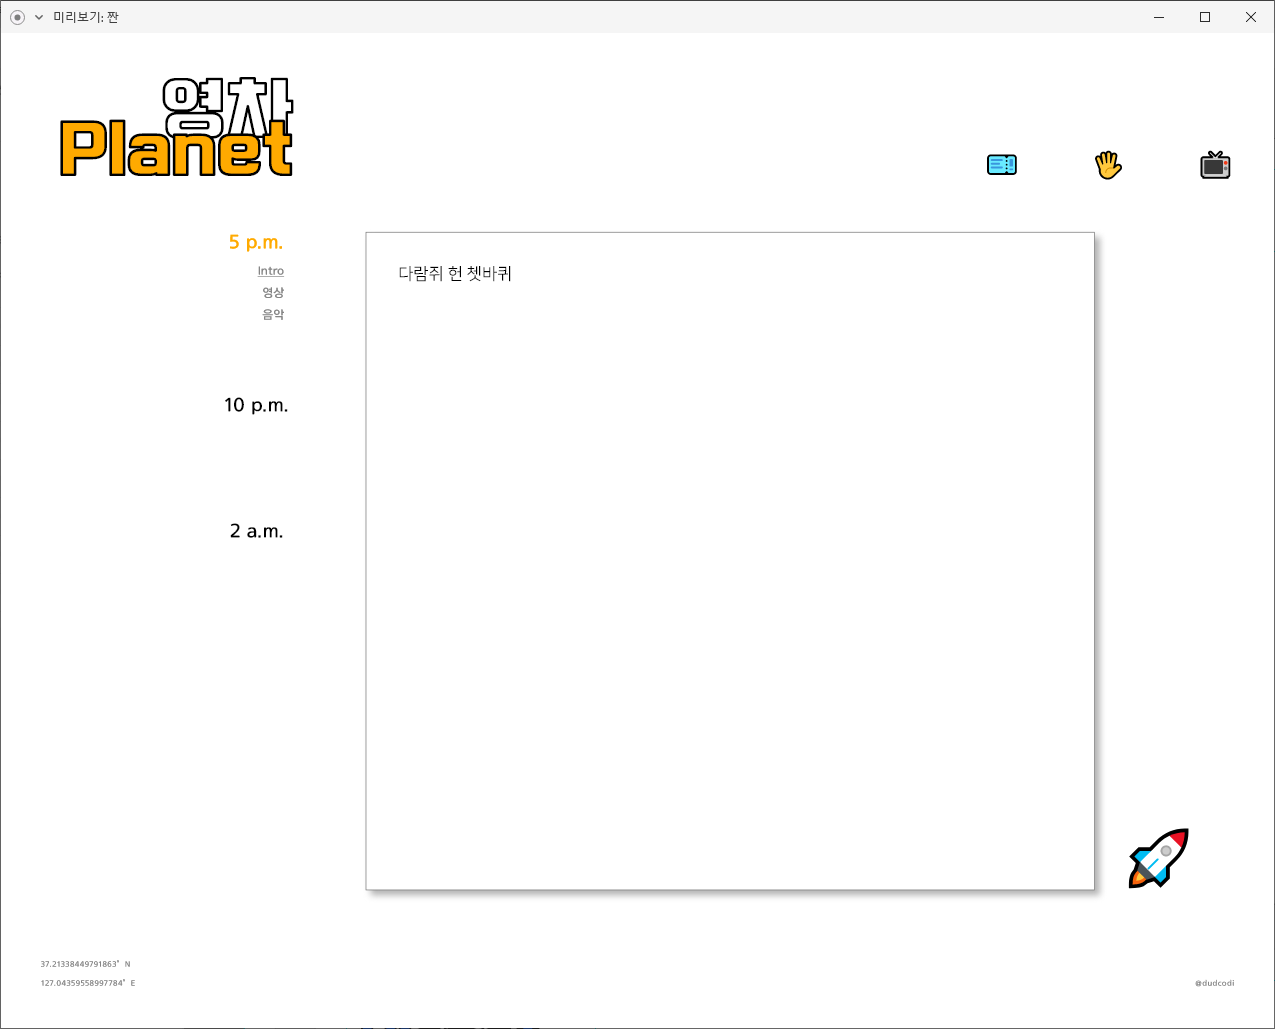 미리보기: 짠
영차
Planet
5 p.m.
Intro
영상
음악
10 p.m.
2 a.m.
다람쥐 헌 쳇바퀴
37.21338449791863° N
127.04359558997784° E
@dudcodi